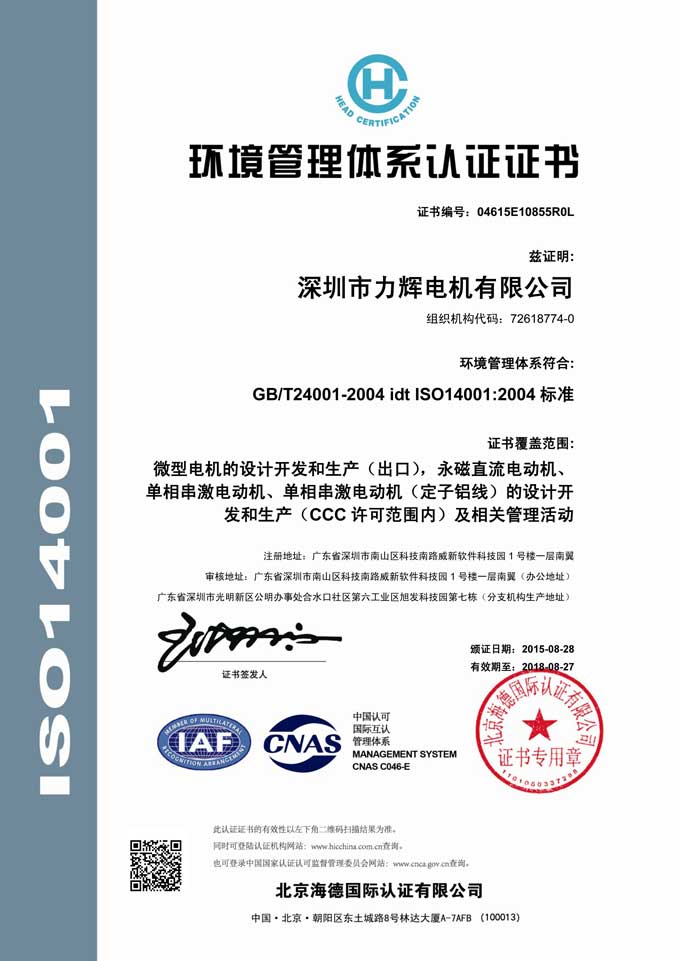 ISO14001
HC
HEAD CERTIFICATION
环境管理体系认证证书
证书编号：04615E10855R0L
兹证明:
深圳市力辉电机有限公司
组织机构代码：72618774-0
环境管理体系符合:
GB/T24001-2004 idt ISO14001:2004 标准
证书覆盖范围:
微型电机的设计开发和生产（出口），永磁直流电动机、
单相串激电动机、单相串激电动机（定子铝线）的设计开
发和生产（CCC 许可范围内）及相关管理活动
注册地址：广东省深圳市南山区科技南路威新软件科技园 1 号楼一层南翼
审核地址：广东省深圳市南山区科技南路威新软件科技园 1 号楼一层南翼（办公地址）
广东省深圳市光明新区公明办事处合水口社区第六工业区旭发科技园第七栋（分支机构生产地址）
证书签发人
颁证日期：2015-08-28
有效期至：2018-08-27
MEMBER OF MULTILATERAL
IAF
RECOGNITION ARRANGEMENT
CNAS
中国认可
国际互认
管理体系
MANAGEMENT SYSTEM
CNAS C046-E
北京海德国际认证有限公司
证书专用章
1101050337288
此认证证书的有效性以左下角二维码扫描结果为准。
同时可登陆认证机构网站：www.hicchina.com.cn查询。
也可登录中国国家认证认可监督管理委员会网站：www.cnca.gov.cn查询。
北京海德国际认证有限公司
中国·北京·朝阳区东土城路8号林达大厦A-7AFB （100013）